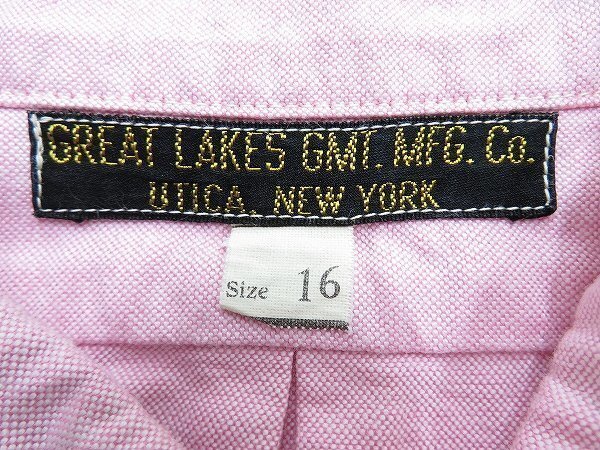 GREAT LAKES GMT. MFG. Co.
UTICA, NEW YORK
Size 16